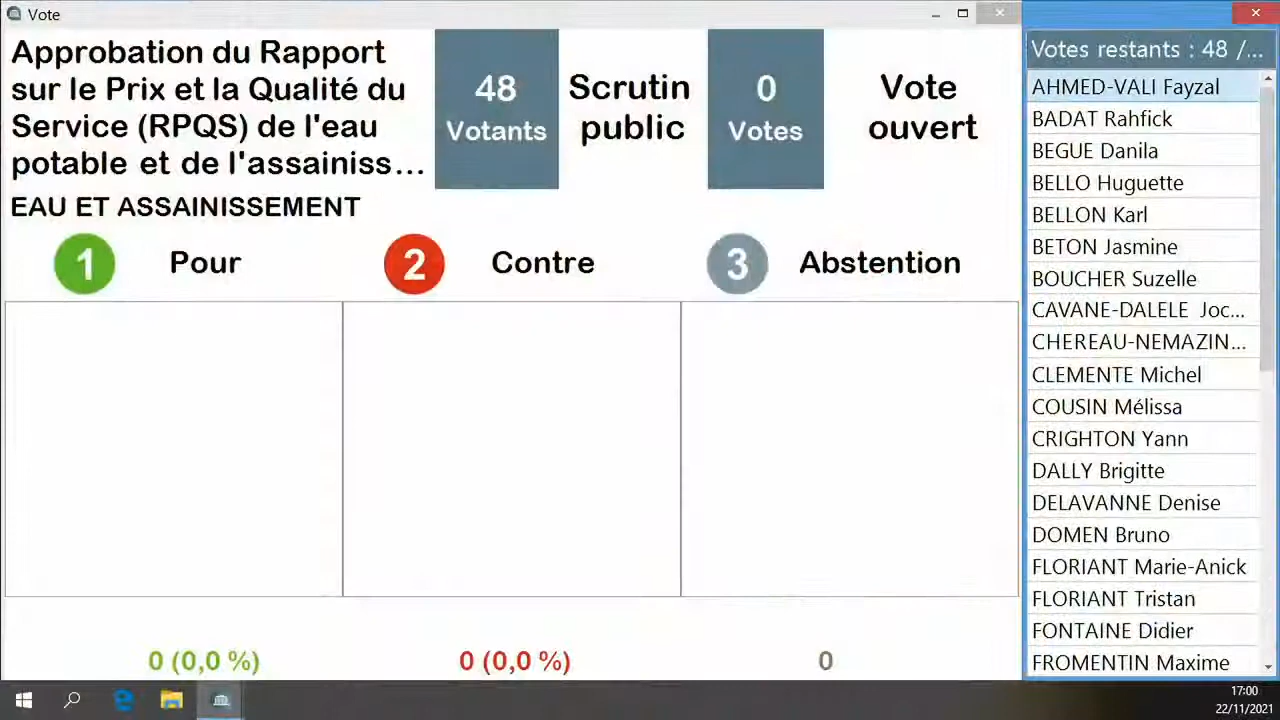 Vote
Approbation du Rapport
sur le Prix et la Qualité du
Service (RPQS) de l'eau
potable et de l'assainiss...
EAU ET ASSAINISSEMENT
48
Votants
Scrutin
public
0
Votes
Vote
ouvert
1 Pour
2 Contre
3 Abstention
0 (0,0 %)
0 (0,0 %)
0
Votes restants : 48 /...
AHMED-VALI Fayzal
BADAT Rahfick
BEGUE Danila
BELLO Huguette
BELLON Karl
BETON Jasmine
BOUCHER Suzelle
CAVANE-DALELE Joc...
CHEREAU-NEMAZIN...
CLEMENTE Michel
COUSIN Mélissa
CRIGHTON Yann
DALLY Brigitte
DELAVANNE Denise
DOMEN Bruno
FLORIANT Marie-Anick
FLORIANT Tristan
FONTAINE Didier
FROMENTIN Maxime
17:00
22/11/2021